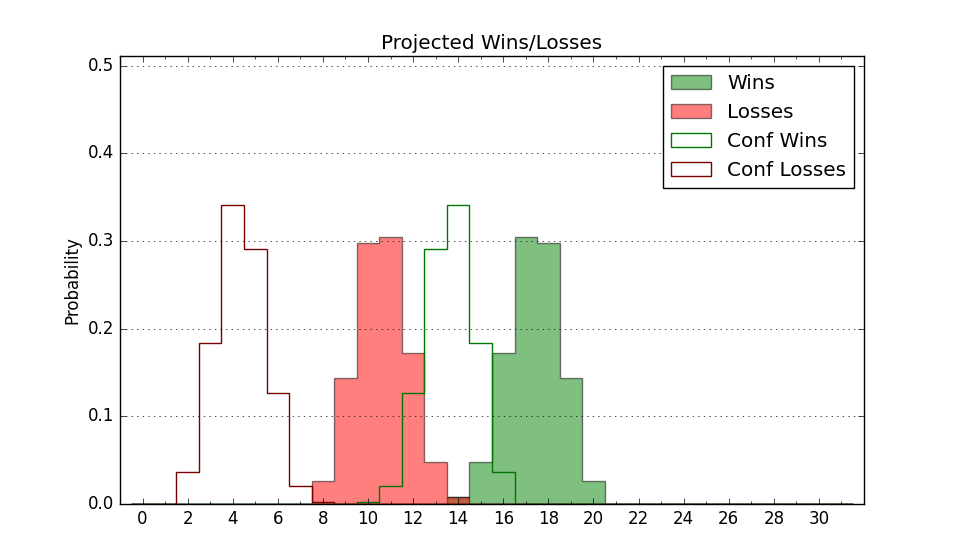 Projected Wins/Losses
0.5
0.4
0.3
0.2
0.1
0.0
Probability
Wins
Losses
Conf Wins
Conf Losses
0 2 4 6 8 10 12 14 16 18 20 22 24 26 28 30